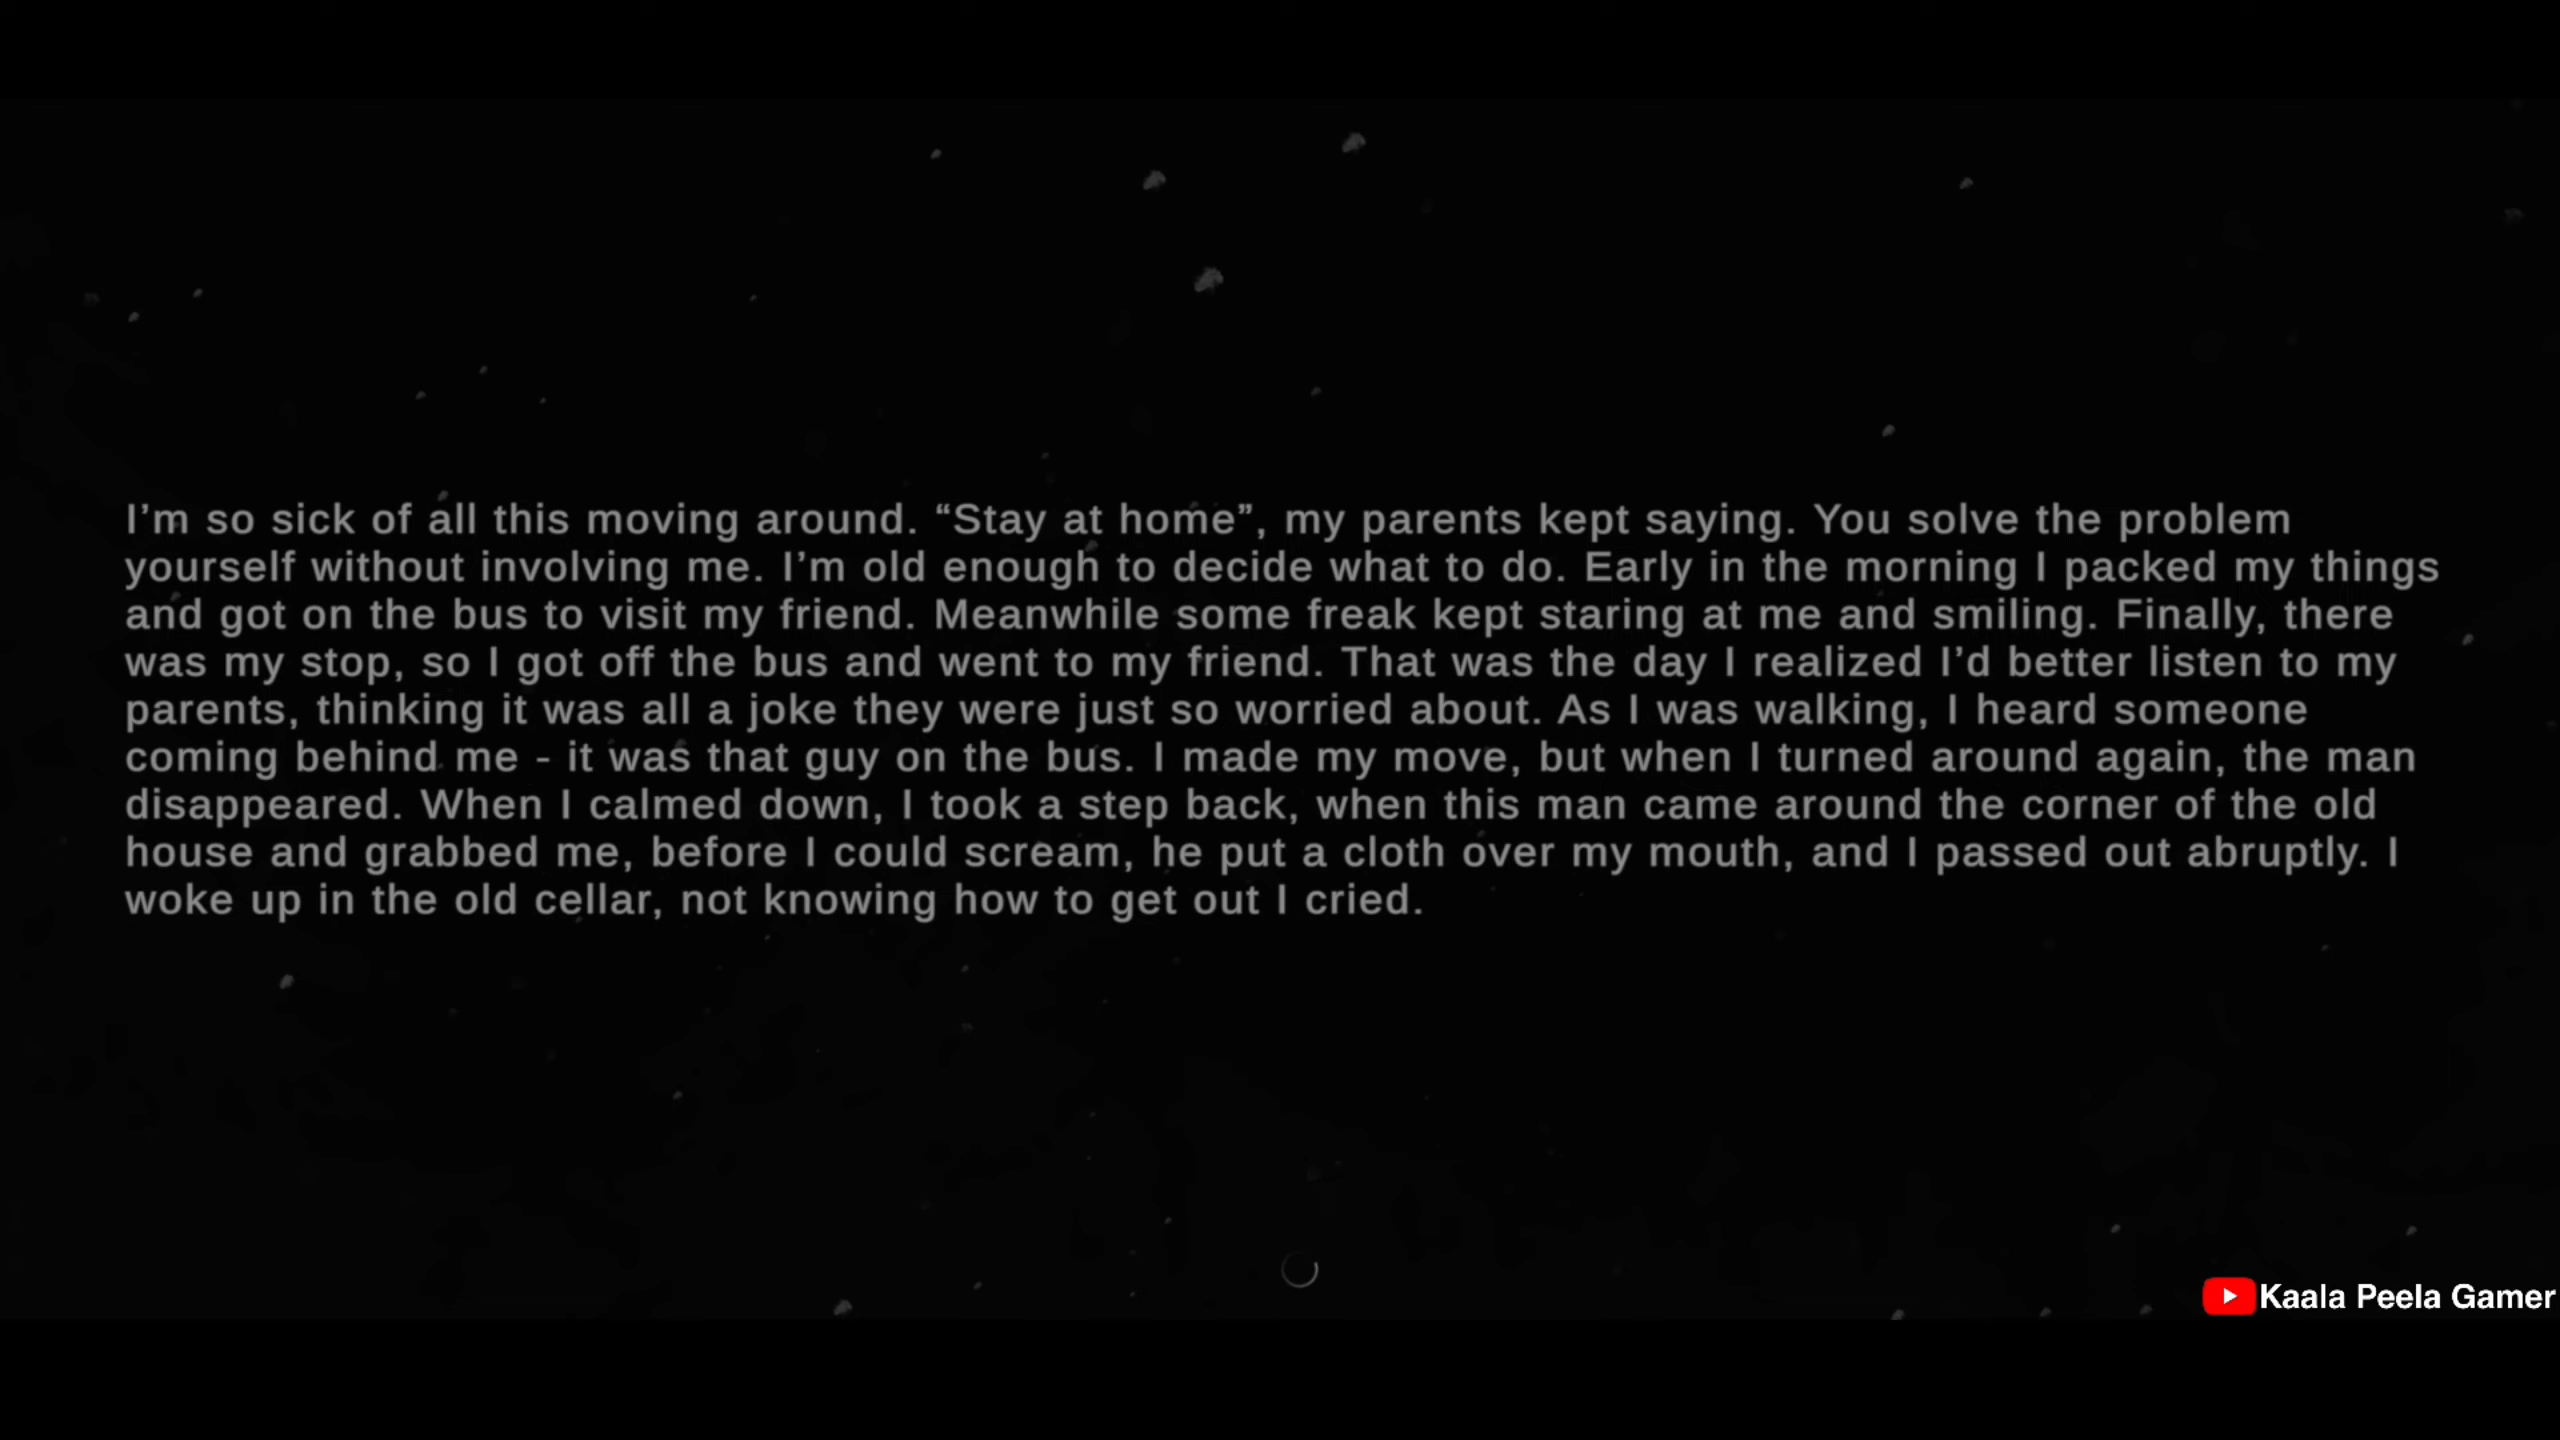 I’m so sick of all this moving around. “Stay at home”, my parents kept saying. You solve the problem
yourself without involving me. I’m old enough to decide what to do. Early in the morning I packed my things
and got on the bus to visit my friend. Meanwhile some freak kept staring at me and smiling. Finally, there
was my stop, so I got off the bus and went to my friend. That was the day I realized I’d better listen to my
parents, thinking it was all a joke they were just so worried about. As I was walking, I heard someone
coming behind me - it was that guy on the bus. I made my move, but when I turned around again, the man
disappeared. When I calmed down, I took a step back, when this man came around the corner of the old
house and grabbed me, before I could scream, he put a cloth over my mouth, and I passed out abruptly. I
woke up in the old cellar, not knowing how to get out I cried.
Kaala Peela Gamer